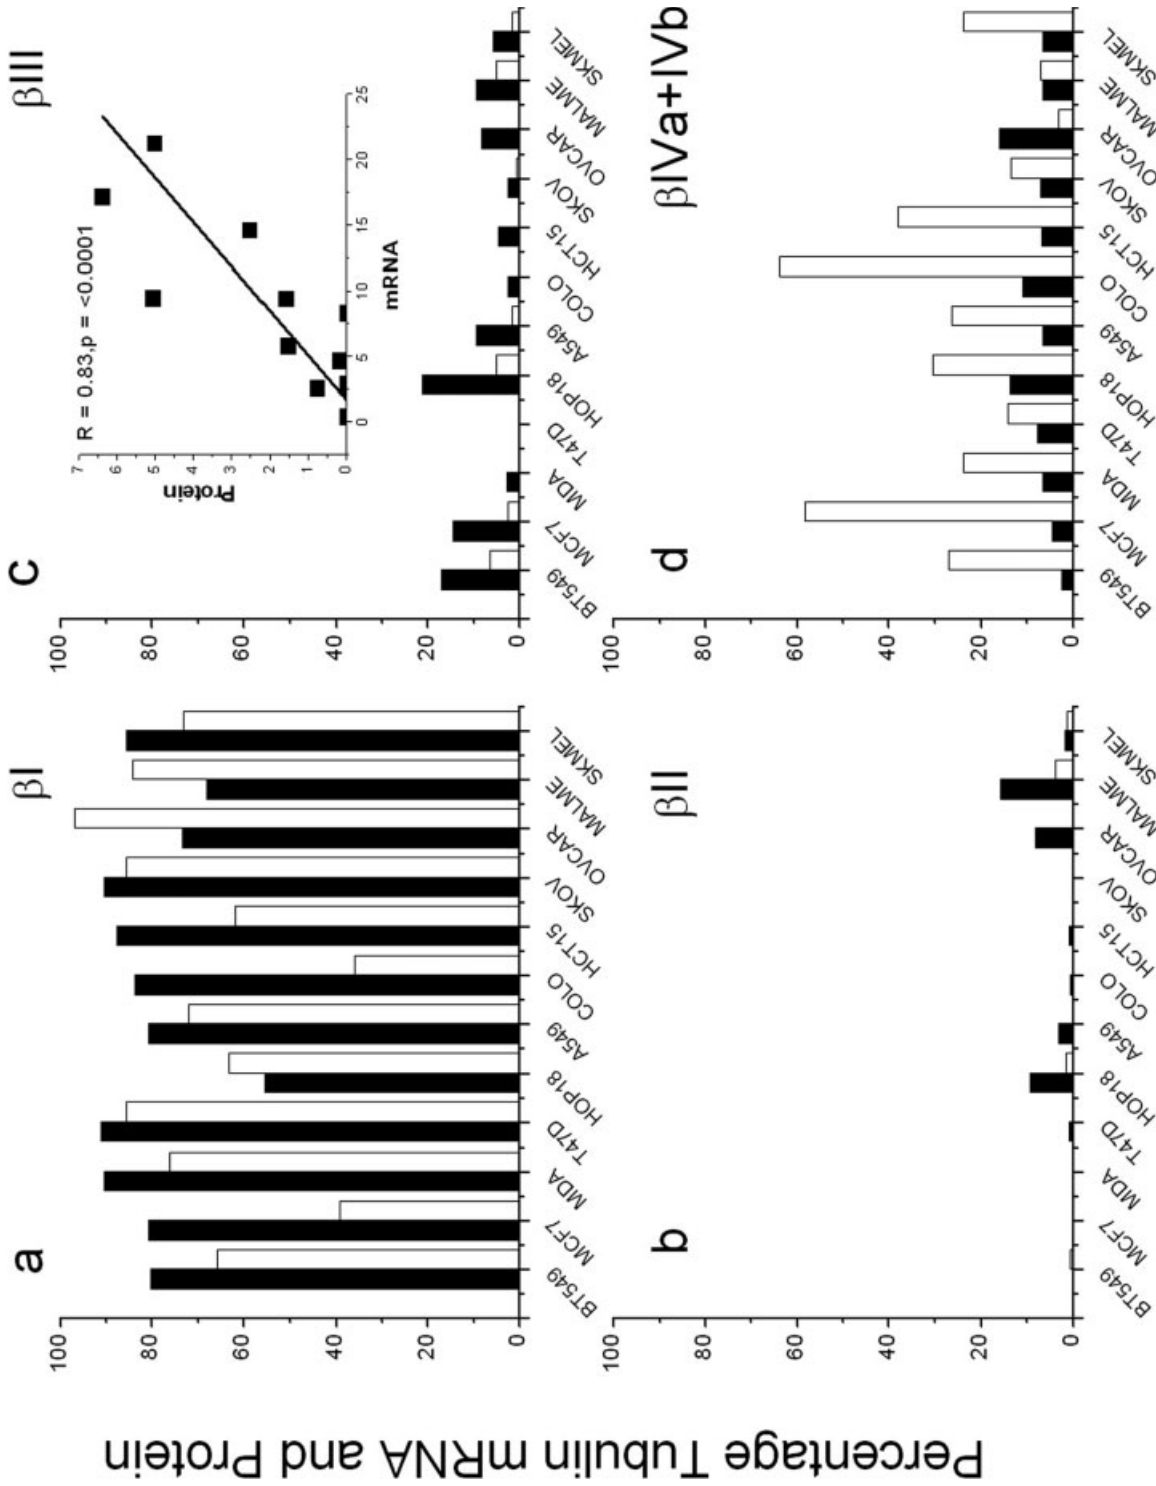 Percentage Tubulin mRNA and Protein
a
βI
100
80
60
40
20
0
BT549
MCF7
MDA
T47D
HOP18
A549
COLO
HCT15
SKOV
OVCAR
MALME
SKMEL
b
βII
100
80
60
40
20
0
BT549
MCF7
MDA
T47D
HOP18
A549
COLO
HCT15
SKOV
OVCAR
MALME
SKMEL
c
βIII
100
80
60
40
20
0
BT549
MCF7
MDA
T47D
HOP18
A549
COLO
HCT15
SKOV
OVCAR
MALME
SKMEL
R = 0.83,p = <0.0001
Protein
7
6
5
4
3
2
1
0
0
5
10
15
20
25
mRNA
d
βIVa+IVb
100
80
60
40
20
0
BT549
MCF7
MDA
T47D
HOP18
A549
COLO
HCT15
SKOV
OVCAR
MALME
SKMEL